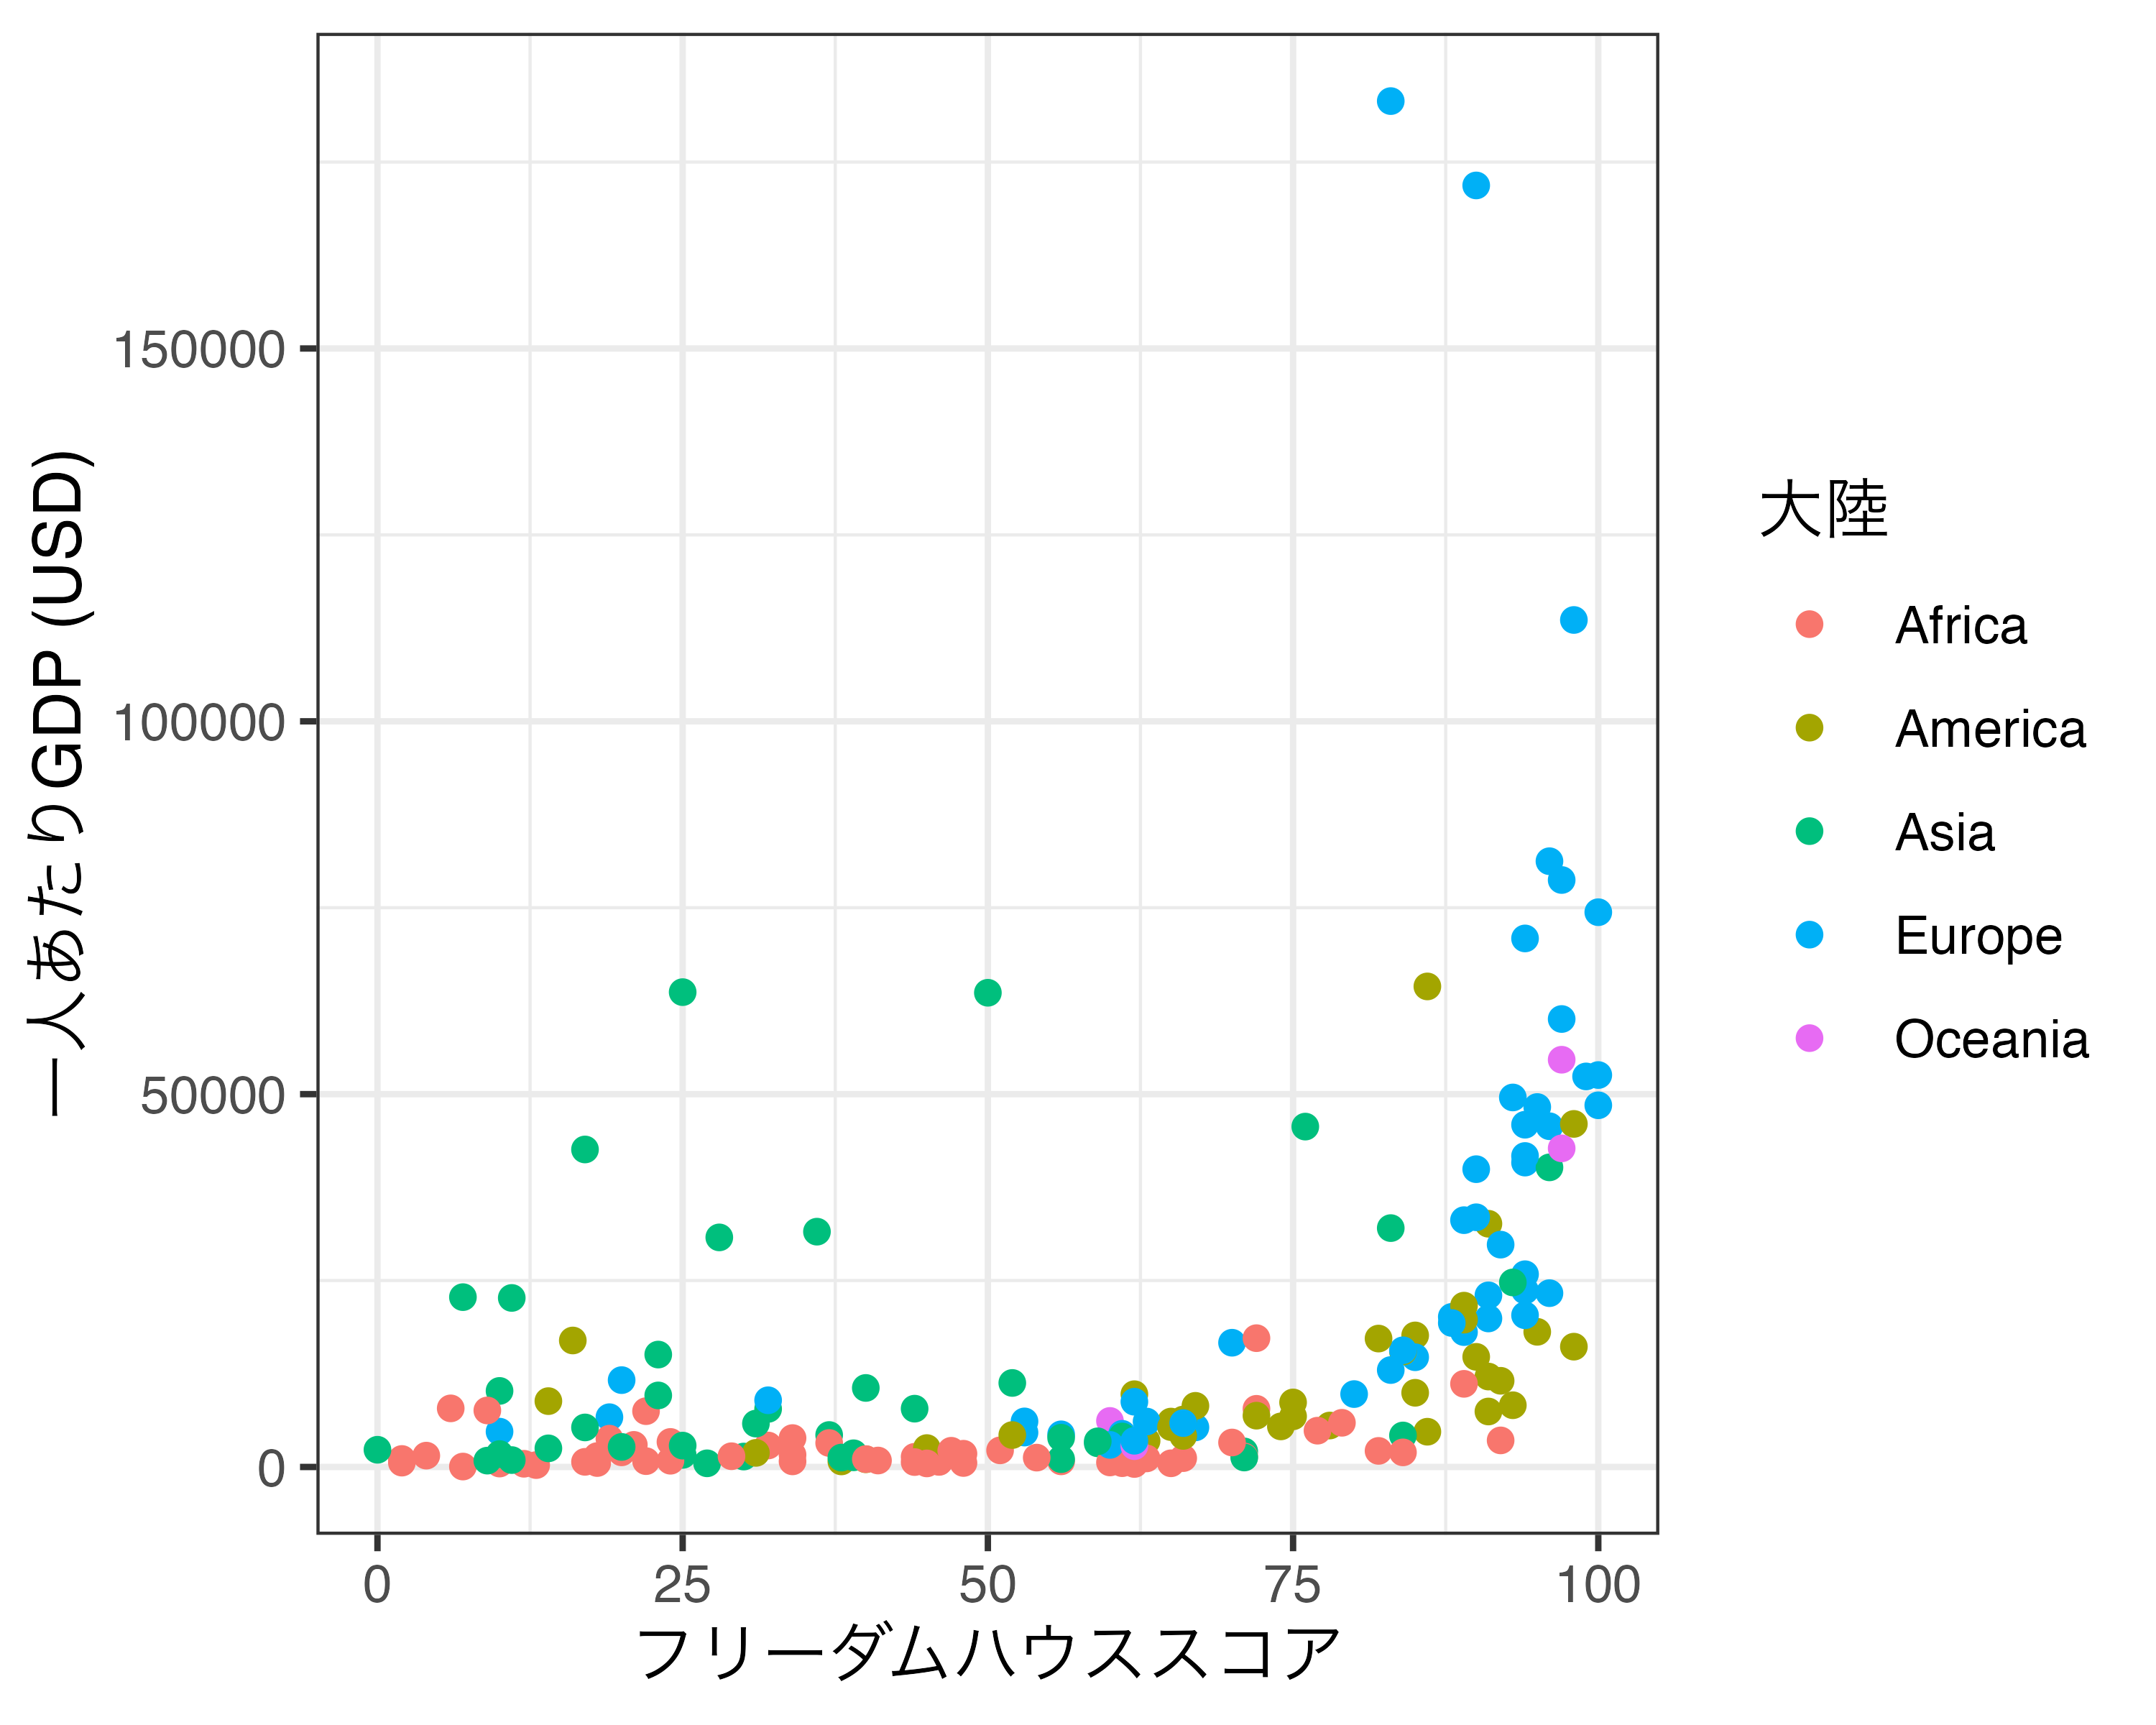 一人あたりGDP (USD)
150000
100000
50000
0
0
25
50
75
100
フリーダムハウススコア
大陸
Africa
America
Asia
Europe
Oceania